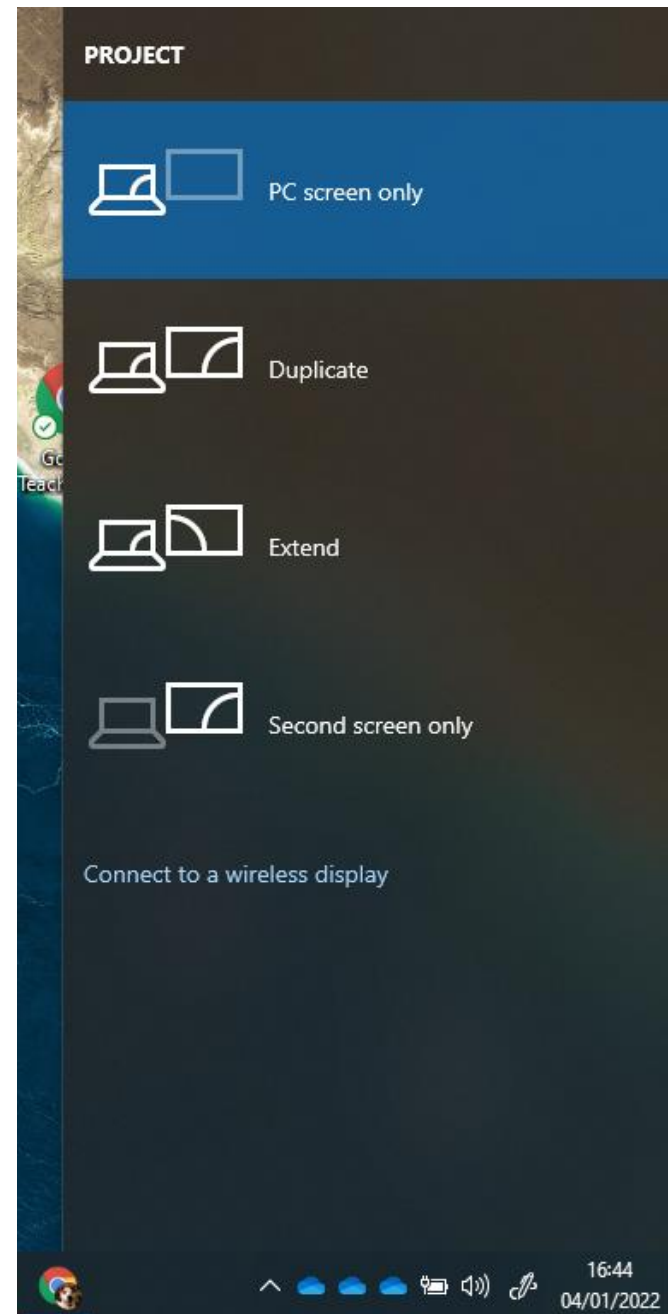 PROJECT
PC screen only
Duplicate
Extend
Second screen only
Connect to a wireless display
16:44
04/01/2022